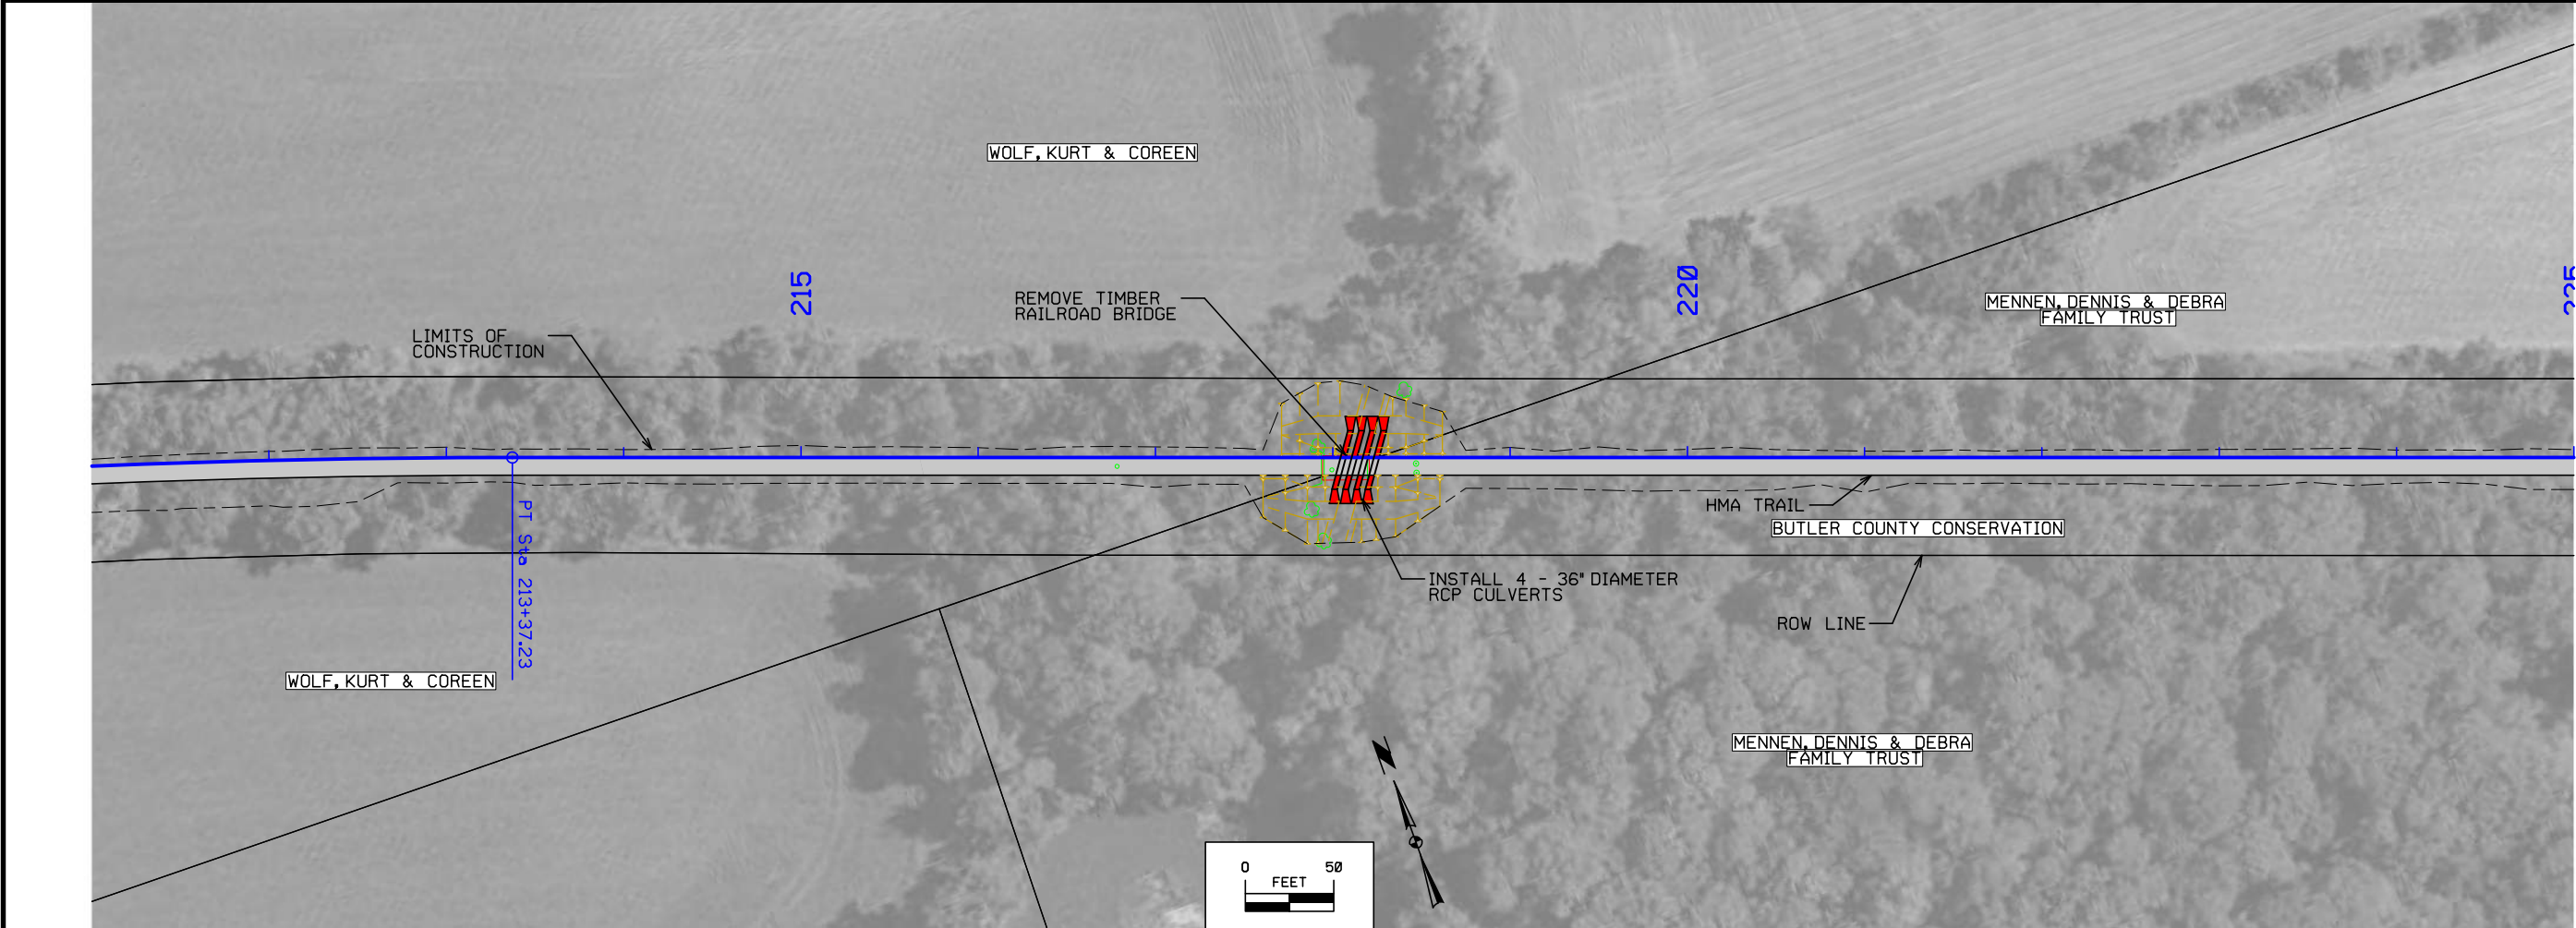 WOLF, KURT & COREEN
215
220
225
REMOVE TIMBER
RAILROAD BRIDGE
LIMITS OF
CONSTRUCTION
MENNEN, DENNIS & DEBRA
FAMILY TRUST
PT Sta 213+37.23
HMA TRAIL
BUTLER COUNTY CONSERVATION
INSTALL 4 - 36" DIAMETER
RCP CULVERTS
ROW LINE
WOLF, KURT & COREEN
MENNEN, DENNIS & DEBRA
FAMILY TRUST
0 50
FEET